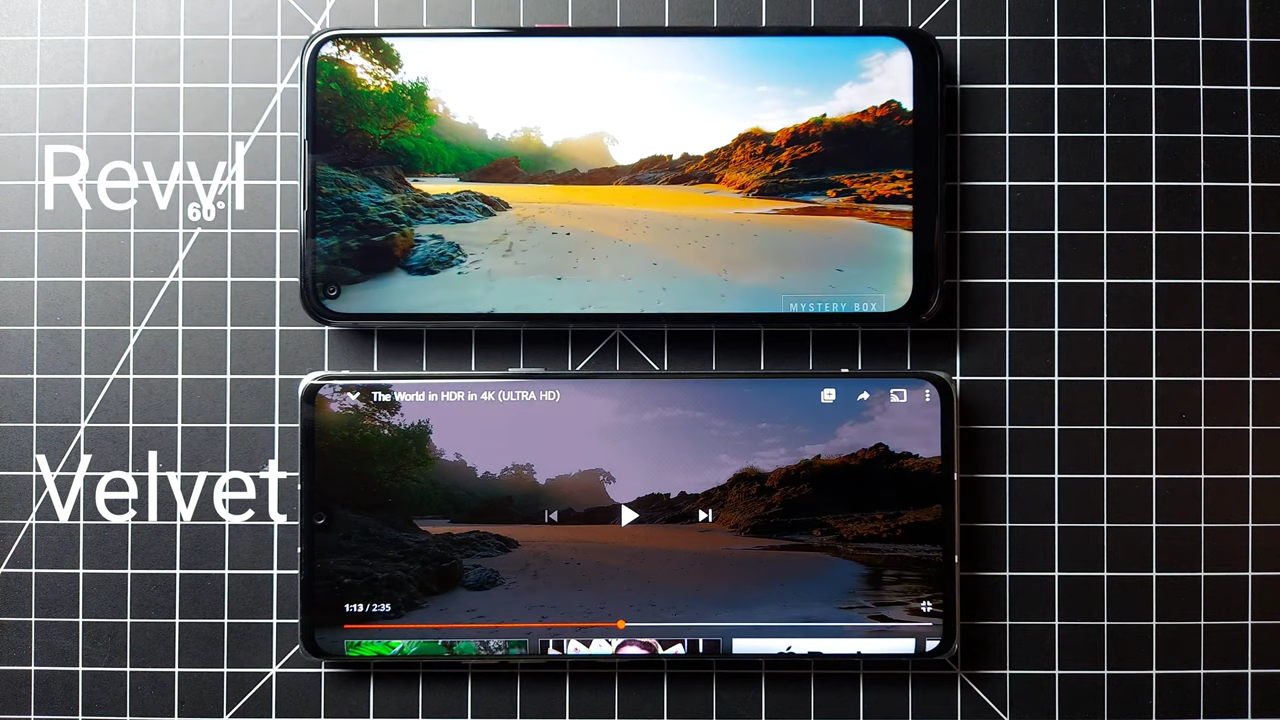 Revvl
60°
MYSTERY BOX
The World in HDR in 4K (ULTRA HD)
Velvet
1:13 / 2:35